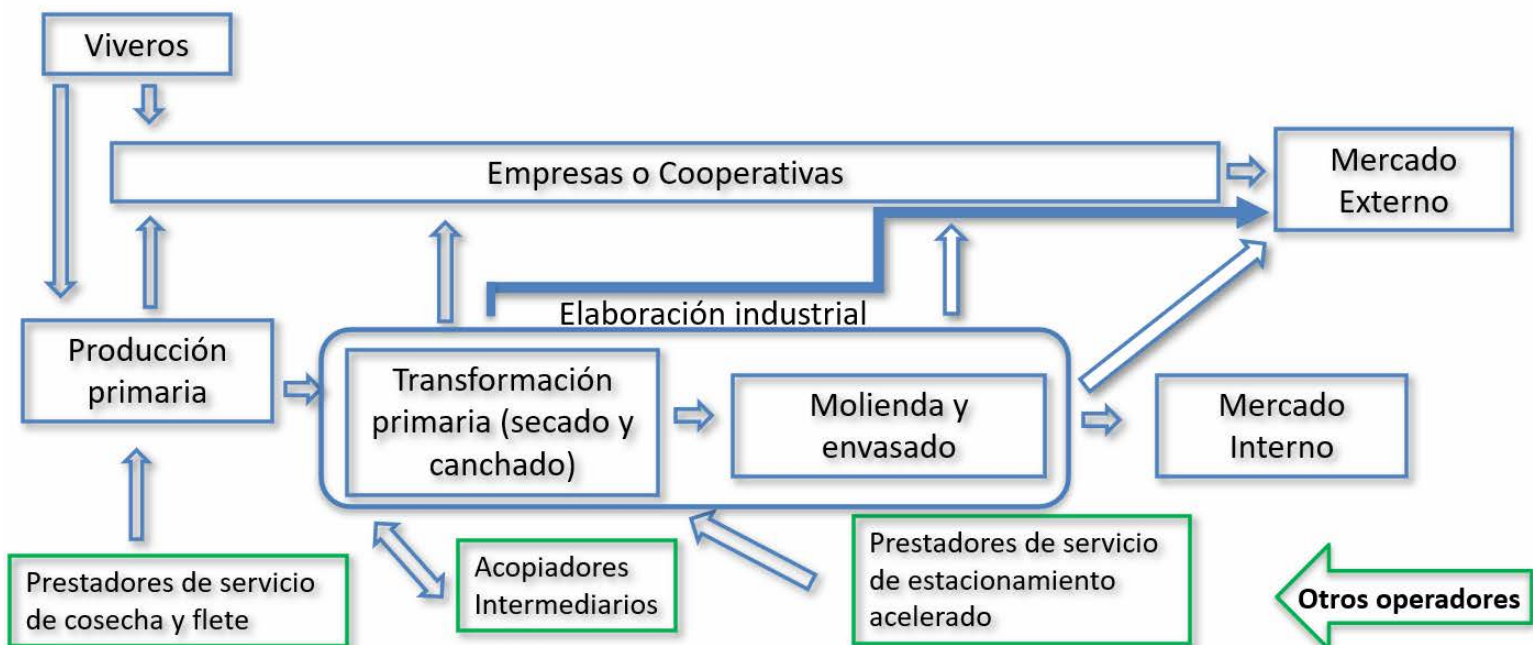 Viveros
Empresas o Cooperativas
Mercado
Externo
Elaboración industrial
Producción
primaria
Transformación
primaria (secado y
canchado)
Molienda y
envasado
Mercado
Interno
Prestadores de servicio
de cosecha y flete
Acopiadores
Intermediarios
Prestadores de servicio
de estacionamiento
acelerado
Otros operadores